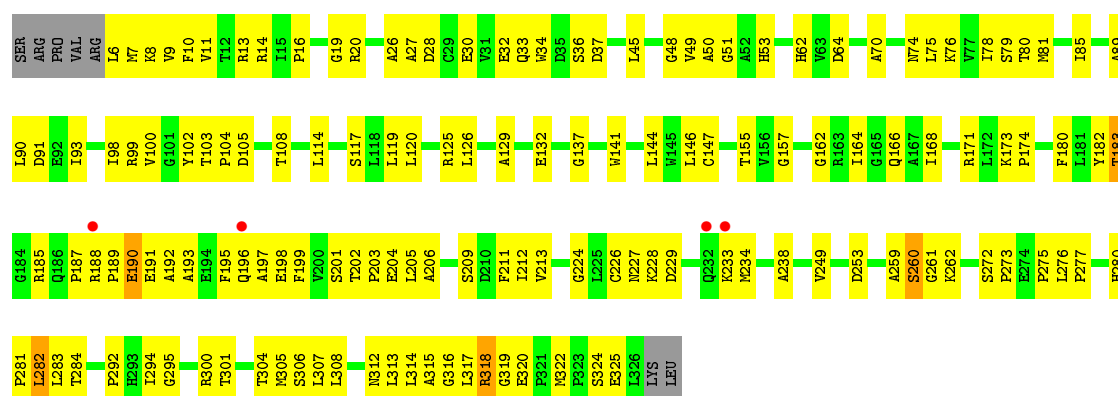 SER ARG PRO VAL ARG L6 M7 K8 V9 F10 V11 T12 R13 R14 I15 P16 G19 R20 A26 A27 D28 C29 E30 V31 E32 Q33 W34 D35 S36 D37 L45 G48 V49 A50 G51 A52 H53 H62 V63 D64 A70 N74 L75 K76 V77 I78 S79 T80 M81 I85 A89
L90 D91 E92 I93 I98 R99 V100 G101 Y102 T103 P104 D105 T108 L114 S117 L118 L119 L120 R125 L126 A129 E132 G137 W141 L144 W145 L146 C147 T155 V156 G157 G162 R163 I164 G165 Q166 A167 I168 R171 L172 K173 P174 F180 L181 Y182 T183
G184 R185 Q186 P187 R188 P189 E190 E191 A192 A193 E194 F195 Q196 A197 E198 F199 V200 S201 T202 P203 E204 L205 A206 S209 D210 F211 I212 V213 G224 L225 C226 N227 K228 D229 Q232 K233 M234 A238 V249 D253 A259 S260 G261 K262 S272 P273 E274 P275 L276 P277
P281 L282 L283 T284 P292 H293 I294 G295 R300 T301 T304 M305 S306 L307 L308 N312 L313 L314 A315 G316 L317 R318 G319 E320 P321 M322 P323 S324 E325 L326 LYS LEU